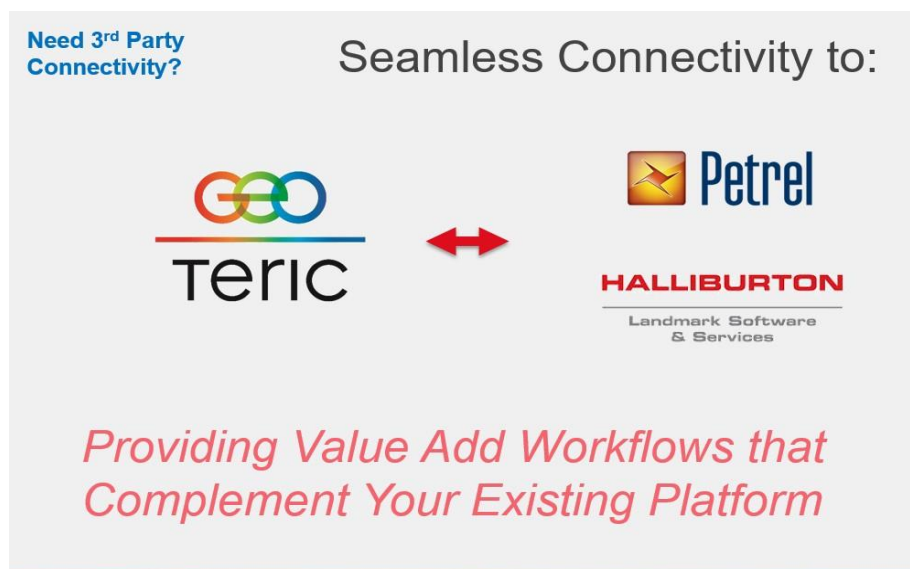 Need 3rd Party
Connectivity?
Seamless Connectivity to:
GEO
TERIC
Petrel
HALLIBURTON
Landmark Software
& Services
Providing Value Add Workflows that
Complement Your Existing Platform